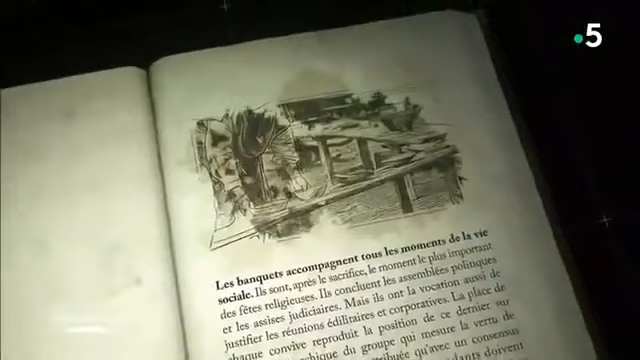 5
Les banquets accompagnent tous les moments de la vie
sociale. Ils sont, après le sacrifice, le moment le plus important
des fêtes religieuses. Ils concluent les assemblées politiques
et les assises judiciaires. Mais ils ont la vocation aussi de
justifier les réunions édilitaires et corporatives. La place de
chaque convive reproduit la position de ce dernier sur
du groupe qui mesure la vertu de
qu'avec un consensus
doivent